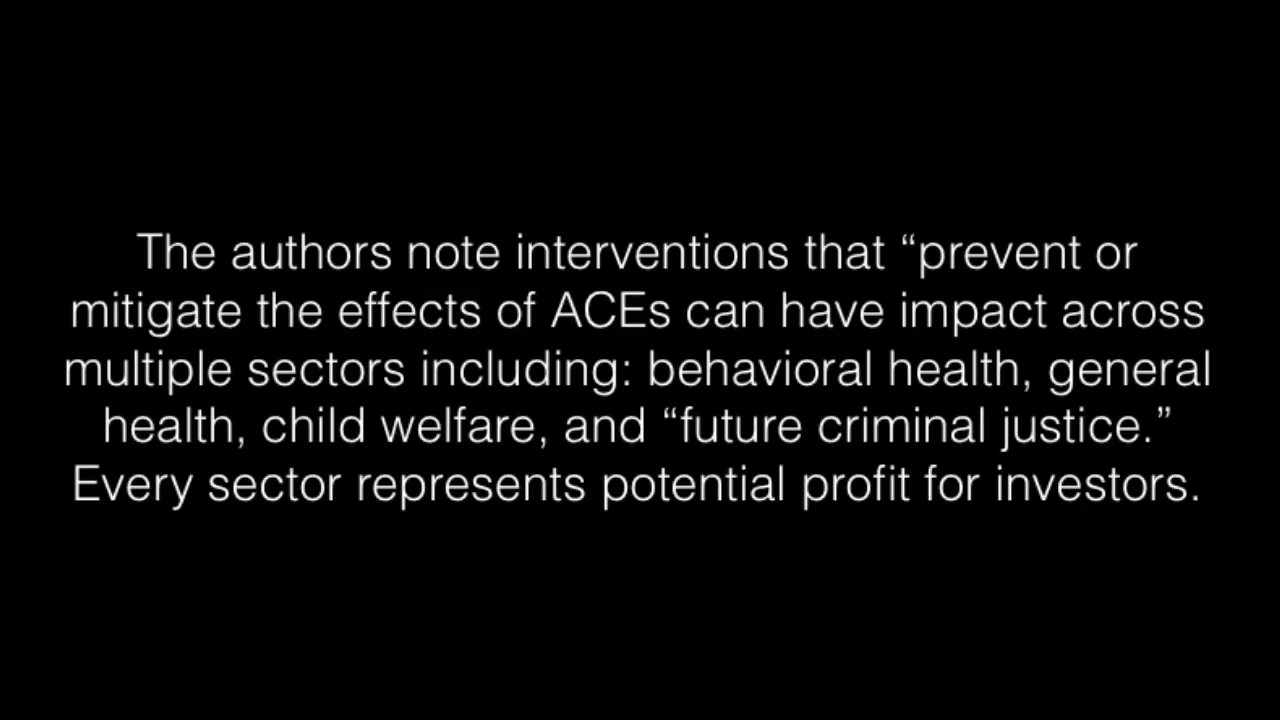 The authors note interventions that “prevent or
mitigate the effects of ACEs can have impact across
multiple sectors including: behavioral health, general
health, child welfare, and “future criminal justice.”
Every sector represents potential profit for investors.